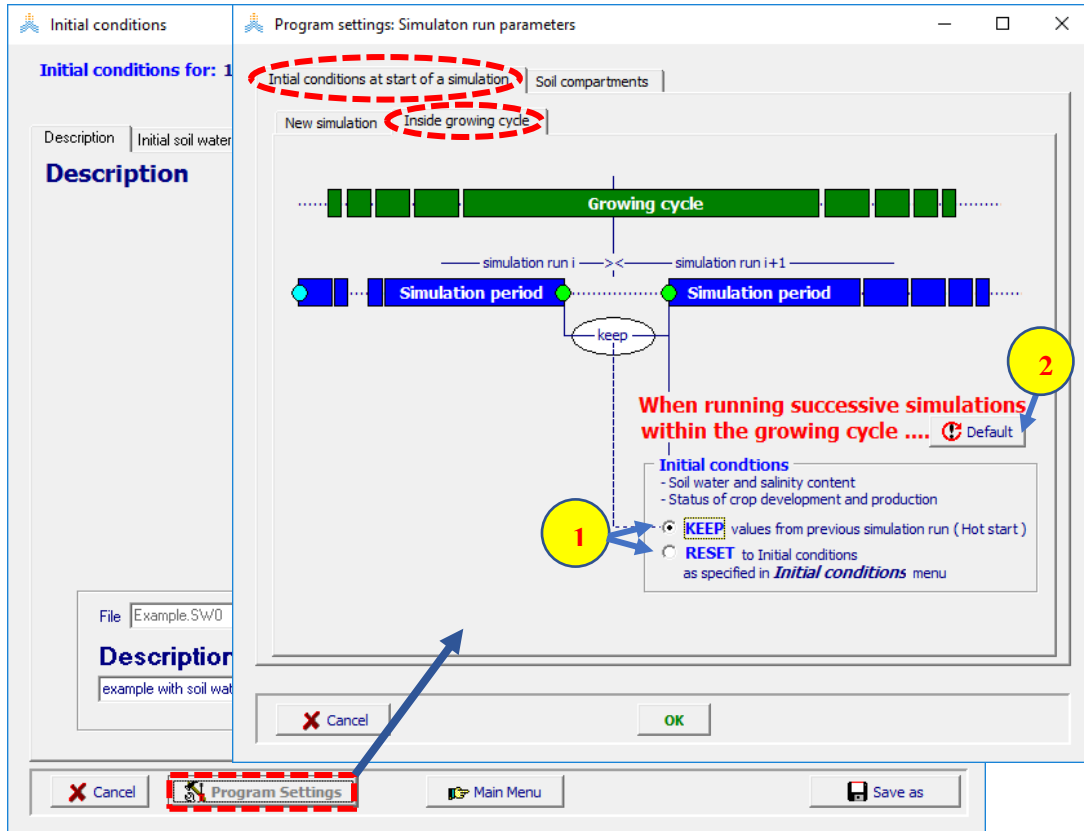 Initial conditions
Program settings: Simulaton run parameters
Initial conditions for: 1
Intial conditions at start of a simulation
Soil compartments
New simulation
Inside growing cycle
Description
Initial soil water
Description
Growing cycle
simulation run i
><
simulation run i+1
Simulation period
Simulation period
keep
2
When running successive simulations
within the growing cycle ....
Default
Initial condtions
- Soil water and salinity content
- Status of crop development and production
1
KEEP values from previous simulation run ( Hot start )
RESET to Initial conditions
as specified in Initial conditions menu
File Example.SW0
Description
example with soil wat
Cancel
OK
Cancel
Program Settings
Main Menu
Save as